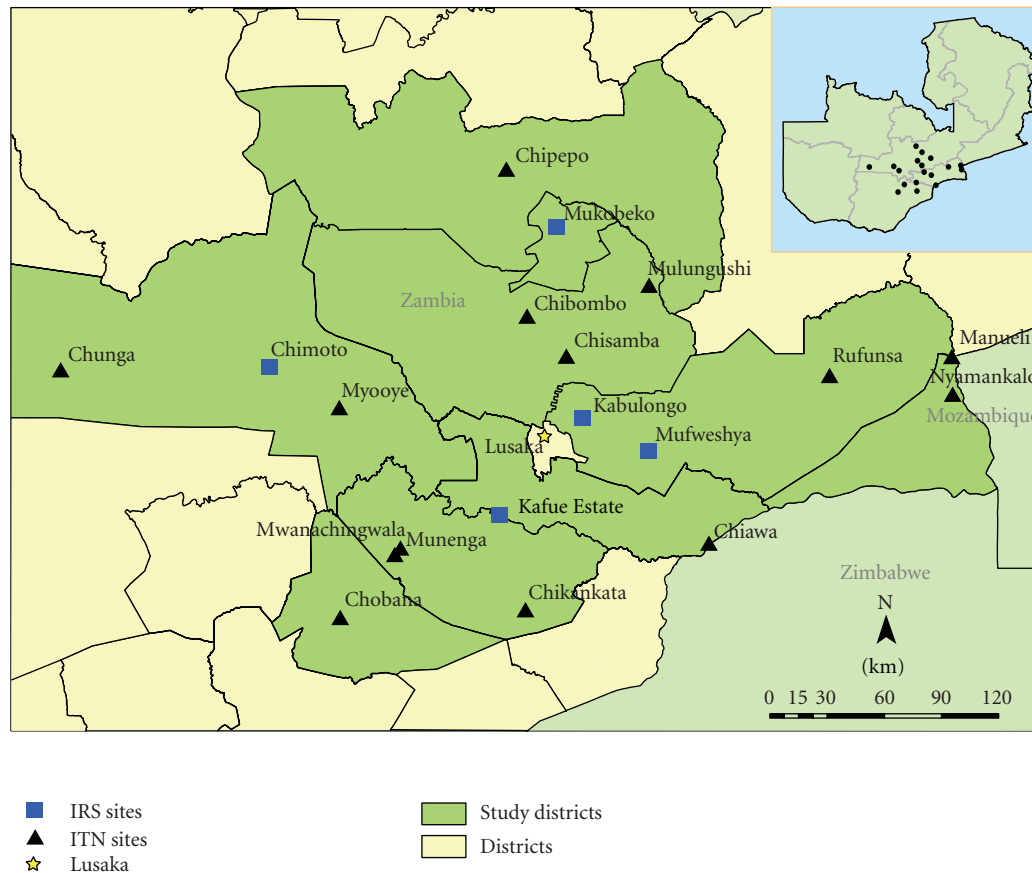 Chipepo
Mukobeko
Mulungushi
Zambia
Chibombo
Chisamba
Manueli
Chunga
Chimoto
Rufunsa
Nyamankalo
Myooye
Kabulongo
Mozambique
Lusaka
Mufweshya
Kafue Estate
Mwanachingwala
Munenga
Chiawa
Zimbabwe
Chobana
Chikankata
N
(km)
0 15 30 60 90 120
IRS sites
ITN sites
Lusaka
Study districts
Districts